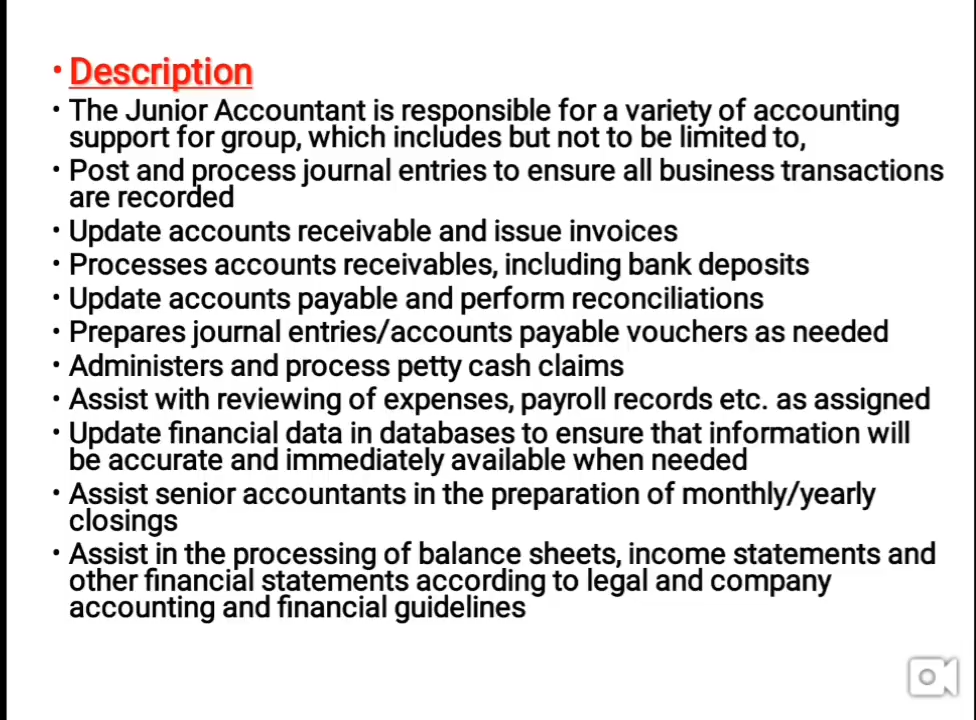 • Description
• The Junior Accountant is responsible for a variety of accounting
support for group, which includes but not to be limited to,
• Post and process journal entries to ensure all business transactions
are recorded
• Update accounts receivable and issue invoices
• Processes accounts receivables, including bank deposits
• Update accounts payable and perform reconciliations
• Prepares journal entries/accounts payable vouchers as needed
• Administers and process petty cash claims
• Assist with reviewing of expenses, payroll records etc. as assigned
• Update financial data in databases to ensure that information will
be accurate and immediately available when needed
• Assist senior accountants in the preparation of monthly/yearly
closings
• Assist in the processing of balance sheets, income statements and
other financial statements according to legal and company
accounting and financial guidelines